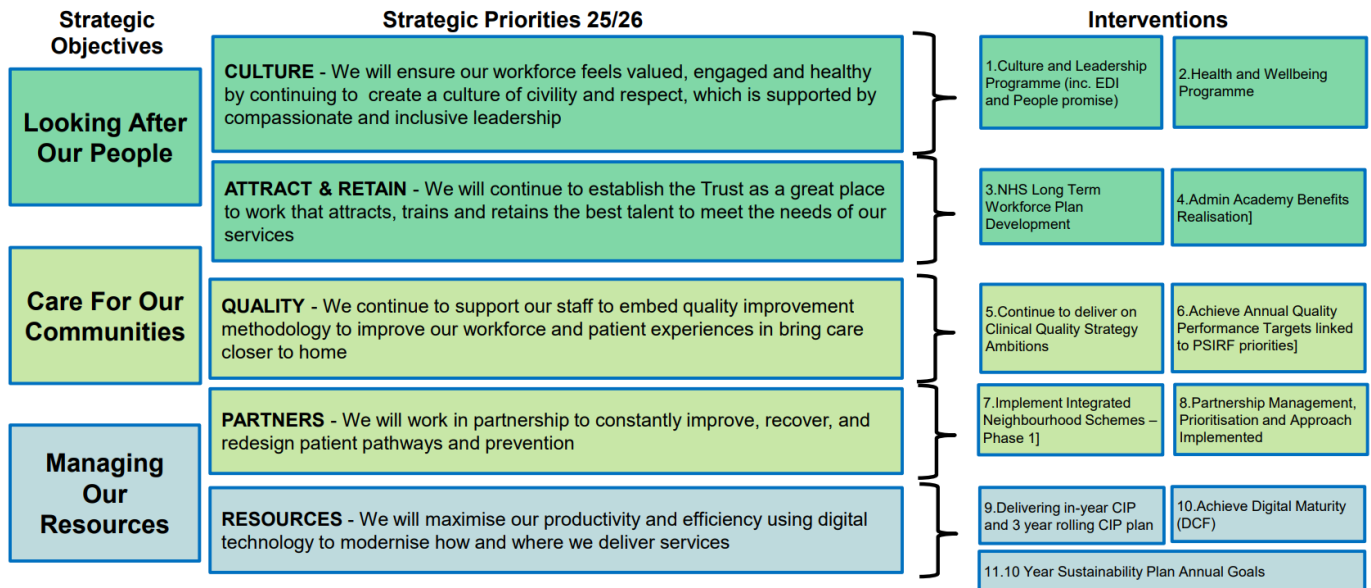 Strategic
Objectives
Strategic Priorities 25/26
Interventions
Looking After
Our People
CULTURE - We will ensure our workforce feels valued, engaged and healthy
by continuing to create a culture of civility and respect, which is supported by
compassionate and inclusive leadership
1.Culture and Leadership
Programme (inc. EDI
and People promise)
2.Health and Wellbeing
Programme
ATTRACT & RETAIN - We will continue to establish the Trust as a great place
to work that attracts, trains and retains the best talent to meet the needs of our
services
3.NHS Long Term
Workforce Plan
Development
4.Admin Academy Benefits
Realisation]
Care For Our
Communities
QUALITY - We continue to support our staff to embed quality improvement
methodology to improve our workforce and patient experiences in bring care
closer to home
5.Continue to deliver on
Clinical Quality Strategy
Ambitions
6.Achieve Annual Quality
Performance Targets linked
to PSIRF priorities]
PARTNERS - We will work in partnership to constantly improve, recover, and
redesign patient pathways and prevention
7.Implement Integrated
Neighbourhood Schemes –
Phase 1]
8.Partnership Management,
Prioritisation and Approach
Implemented
Managing
Our
Resources
RESOURCES - We will maximise our productivity and efficiency using digital
technology to modernise how and where we deliver services
9.Delivering in-year CIP
and 3 year rolling CIP plan
10.Achieve Digital Maturity
(DCF)
11.10 Year Sustainability Plan Annual Goals